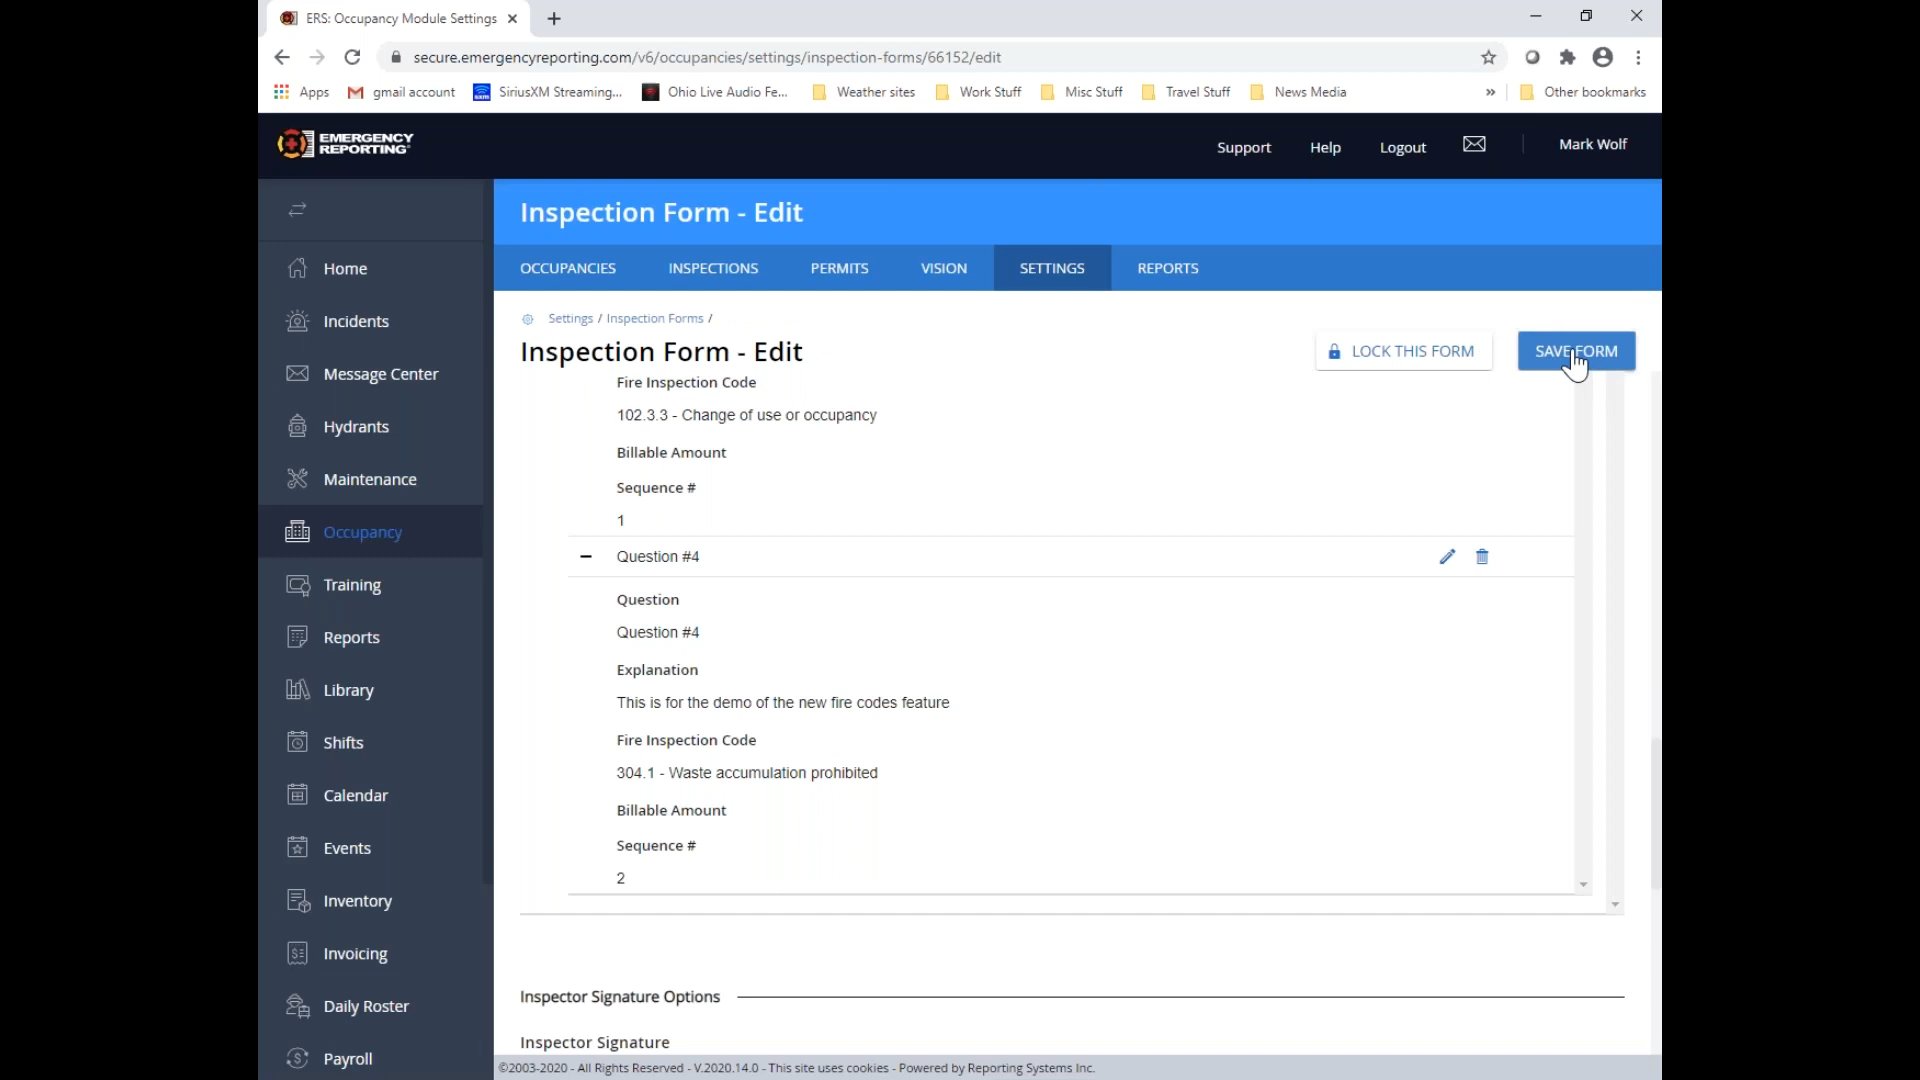 ERS: Occupancy Module Settings
secure.emergencyreporting.com/v6/occupancies/settings/inspection-forms/66152/edit
Apps gmail account SiriusXM Streaming... Ohio Live Audio Fe... Weather sites Work Stuff Misc Stuff Travel Stuff News Media » Other bookmarks
EMERGENCY
REPORTING
Support Help Logout Mark Wolf
Inspection Form - Edit
OCCUPANCIES INSPECTIONS PERMITS VISION SETTINGS REPORTS
Settings / Inspection Forms /
Inspection Form - Edit
LOCK THIS FORM SAVE FORM
Home
Incidents
Message Center
Hydrants
Maintenance
Occupancy
Training
Reports
Library
Shifts
Calendar
Events
Inventory
Invoicing
Daily Roster
Payroll
Fire Inspection Code
102.3.3 - Change of use or occupancy
Billable Amount
Sequence #
1
Question #4
Question
Question #4
Explanation
This is for the demo of the new fire codes feature
Fire Inspection Code
304.1 - Waste accumulation prohibited
Billable Amount
Sequence #
2
Inspector Signature Options
Inspector Signature
©2003-2020 - All Rights Reserved - V.2020.14.0 - This site uses cookies - Powered by Reporting Systems Inc.